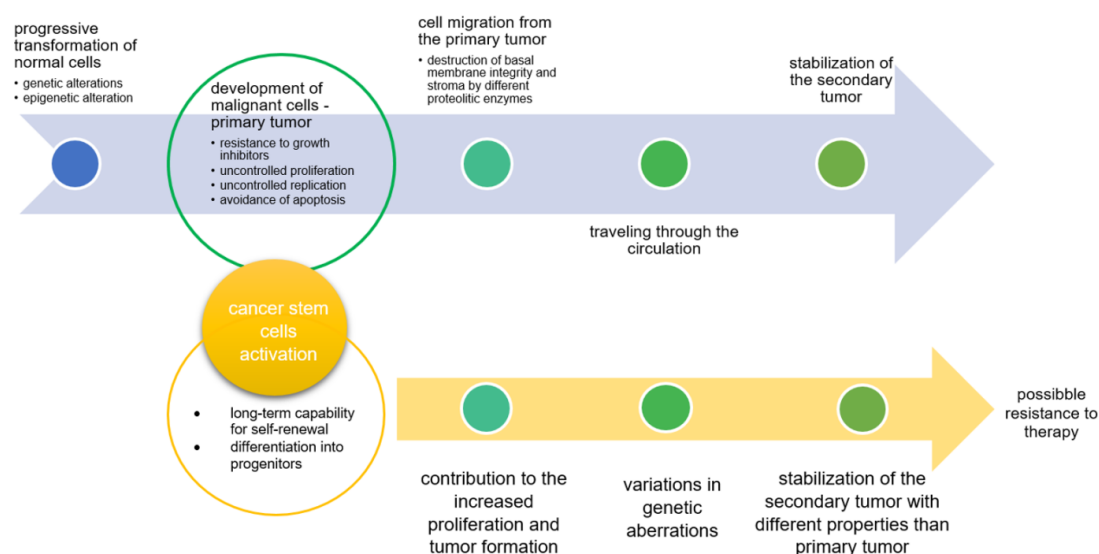 progressive
transformation of
normal cells
• genetic alterations
• epigenetic alteration
development of
malignant cells -
primary tumor
• resistance to growth
inhibitors
• uncontrolled proliferation
• uncontrolled replication
• avoidance of apoptosis
cell migration from
the primary tumor
• destruction of basal
membrane integrity and
stroma by different
proteolitic enzymes
traveling through the
circulation
stabilization of
the secondary
tumor
cancer stem
cells
activation
• long-term capability
for self-renewal
• differentiation into
progenitors
contribution to the
increased
proliferation and
tumor formation
variations in
genetic
aberrations
stabilization of the
secondary tumor with
different properties than
primary tumor
possibble
resistance to
therapy